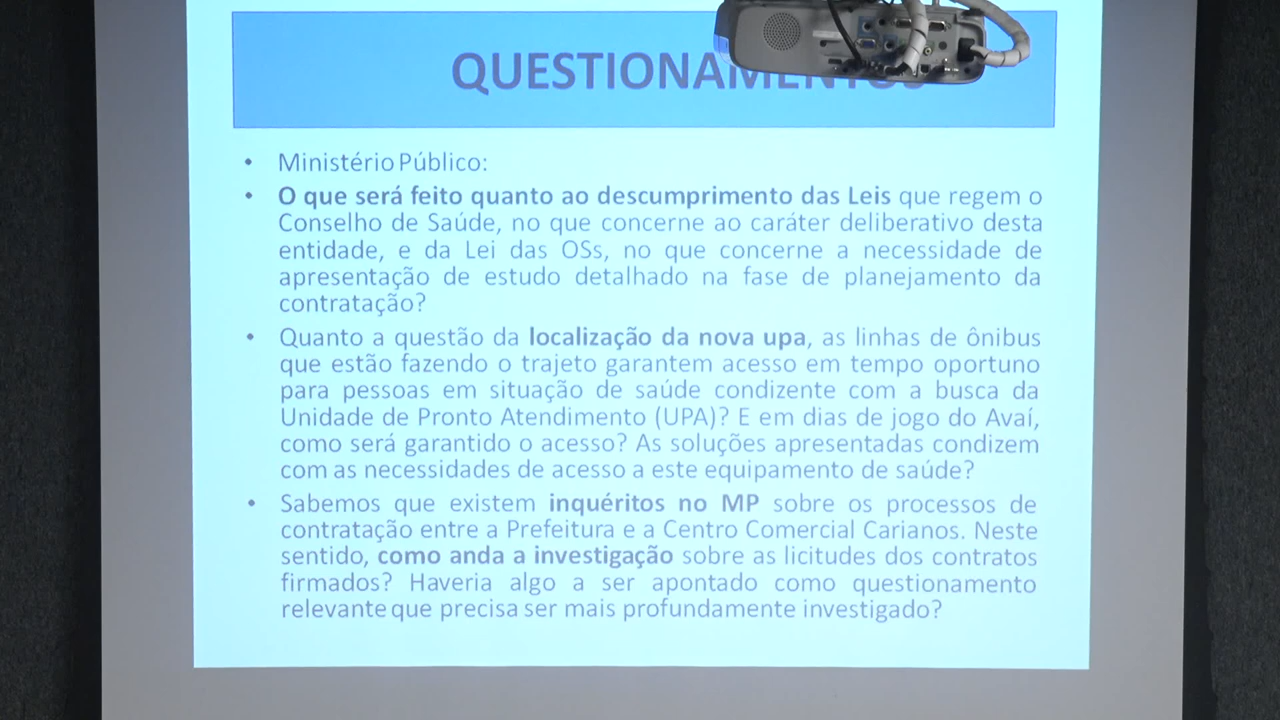 QUESTIONAMENTOS
• Ministério Público:
• O que será feito quanto ao descumprimento das Leis que regem o
Conselho de Saúde, no que concerne ao caráter deliberativo desta
entidade, e da Lei das OSs, no que concerne a necessidade de
apresentação de estudo detalhado na fase de planejamento da
contratação?
• Quanto a questão da localização da nova upa, as linhas de ônibus
que estão fazendo o trajeto garantem acesso em tempo oportuno
para pessoas em situação de saúde condizente com a busca da
Unidade de Pronto Atendimento (UPA)? E em dias de jogo do Avaí,
como será garantido o acesso? As soluções apresentadas condizem
com as necessidades de acesso a este equipamento de saúde?
• Sabemos que existem inquéritos no MP sobre os processos de
contratação entre a Prefeitura e a Centro Comercial Carianos. Neste
sentido, como anda a investigação sobre as licitudes dos contratos
firmados? Haveria algo a ser apontado como questionamento
relevante que precisa ser mais profundamente investigado?